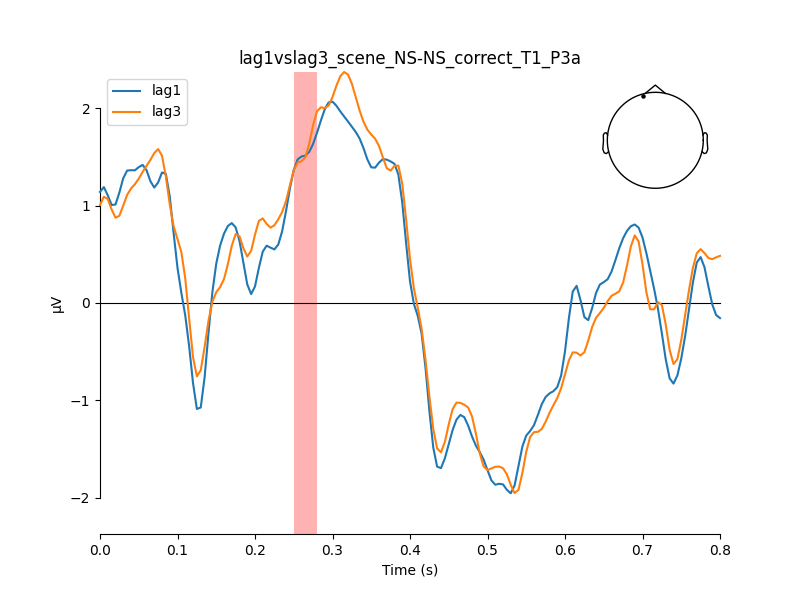 lag1vslag3_scene_NS-NS_correct_T1_P3a
lag1
lag3
2
1
0
−1
−2
µV
0.0 0.1 0.2 0.3 0.4 0.5 0.6 0.7 0.8
Time (s)